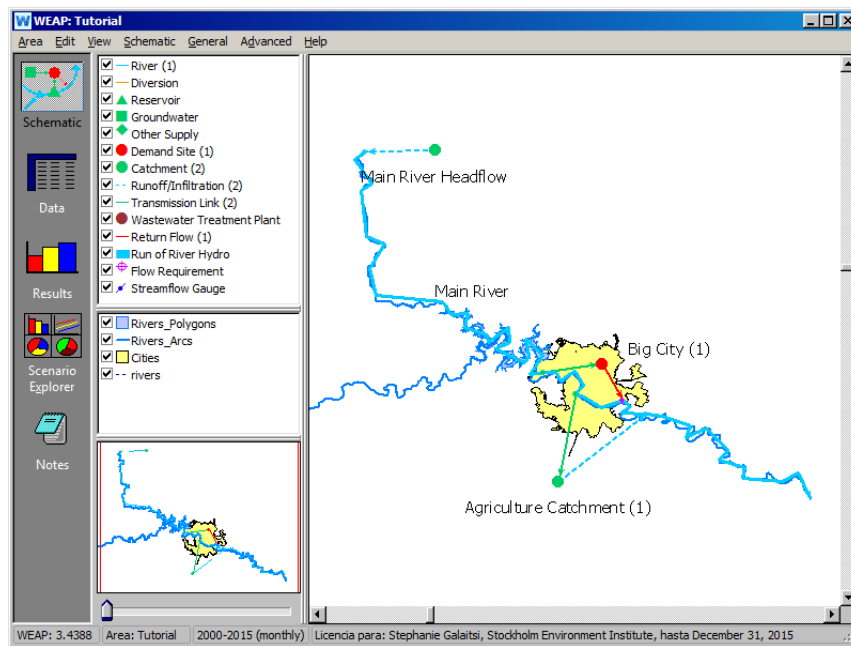 WEAP: Tutorial
Area Edit View Schematic General Advanced Help
Schematic
Data
Results
Scenario
Explorer
Notes
River (1)
Diversion
Reservoir
Groundwater
Other Supply
Demand Site (1)
Catchment (2)
Runoff/Infiltration (2)
Transmission Link (2)
Wastewater Treatment Plant
Return Flow (1)
Run of River Hydro
Flow Requirement
Streamflow Gauge
Rivers_Polygons
Rivers_Arcs
Cities
rivers
Main River Headflow
Main River
Big City (1)
Agriculture Catchment (1)
WEAP: 3.4388 Area: Tutorial 2000-2015 (monthly) Licencia para: Stephanie Galaitsi, Stockholm Environment Institute, hasta December 31, 2015